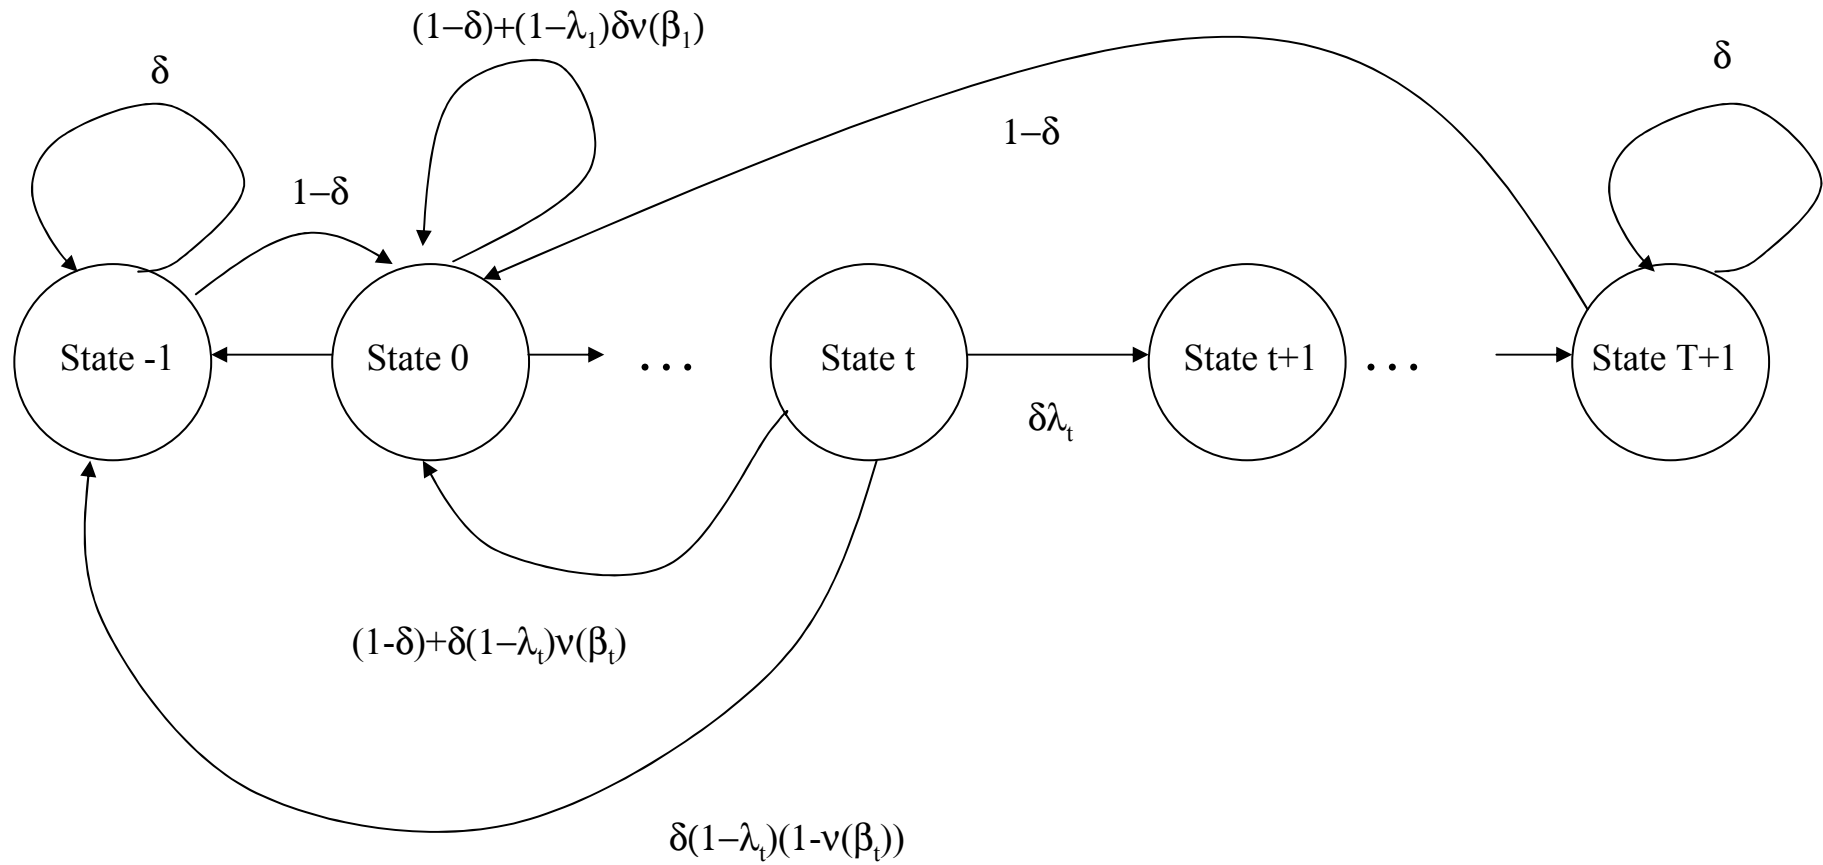 (1−δ)+(1−λ₁)δν(β₁)
δ
δ
1−δ
1−δ
State -1
State 0
. . .
State t
State t+1
. . .
State T+1
δλₜ
(1-δ)+δ(1−λₜ)ν(βₜ)
δ(1−λₜ)(1-ν(βₜ))